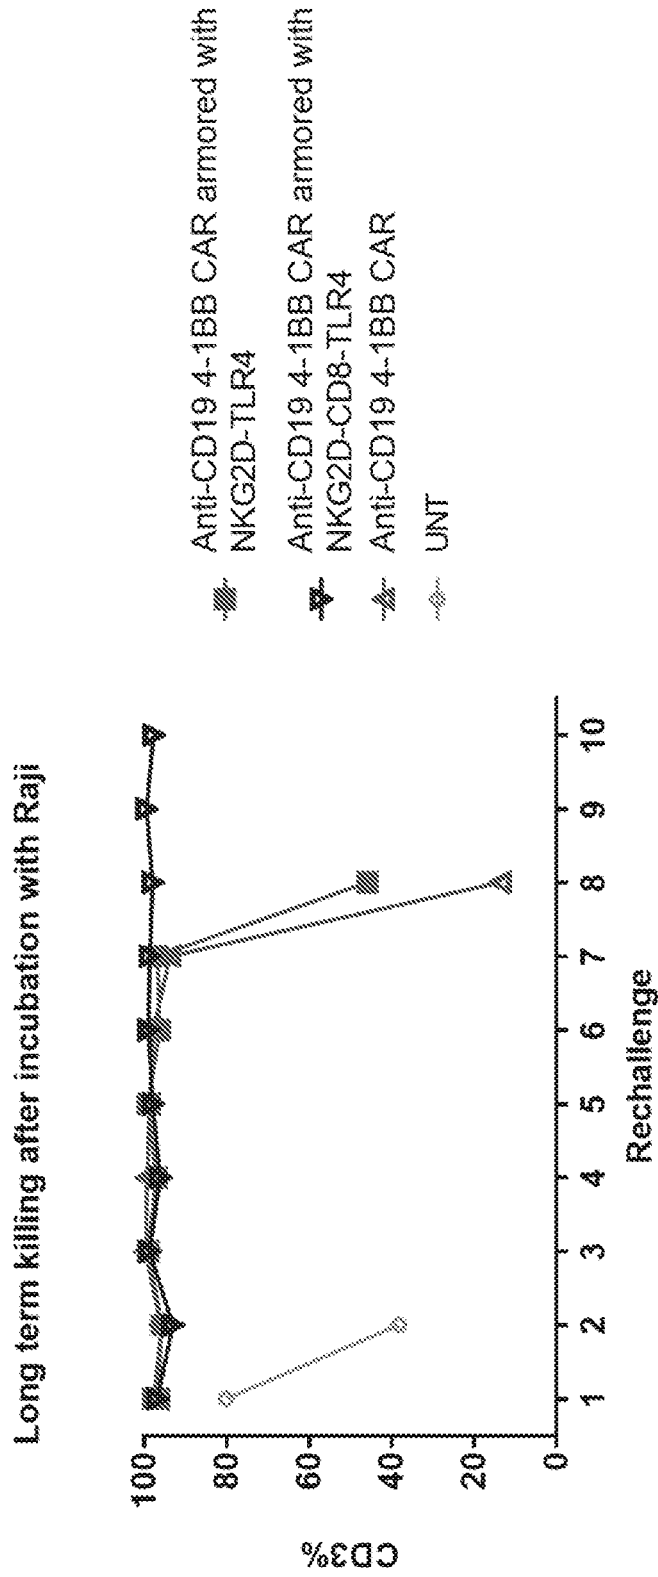 Long term killing after incubation with Raji
CD3%
100
80
60
40
20
0
1 2 3 4 5 6 7 8 9 10
Rechallenge
Anti-CD19 4-1BB CAR armored with
NKG2D-TLR4
Anti-CD19 4-1BB CAR armored with
NKG2D-CD8-TLR4
Anti-CD19 4-1BB CAR
UNT